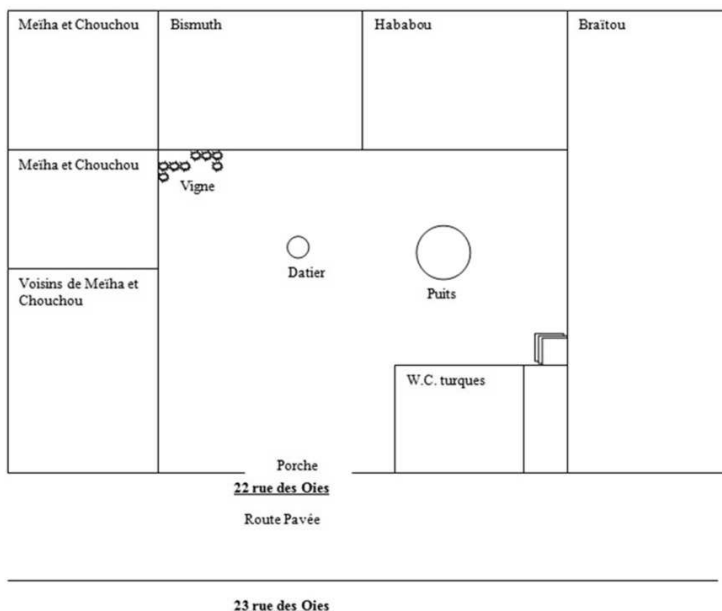 Meïha et Chouchou
Bismuth
Hababou
Braïtou
Meïha et Chouchou
Vigne
Voisins de Meïha et
Chouchou
Datier
Puits
W.C. turques
Porche
22 rue des Oies
Route Pavée
23 rue des Oies